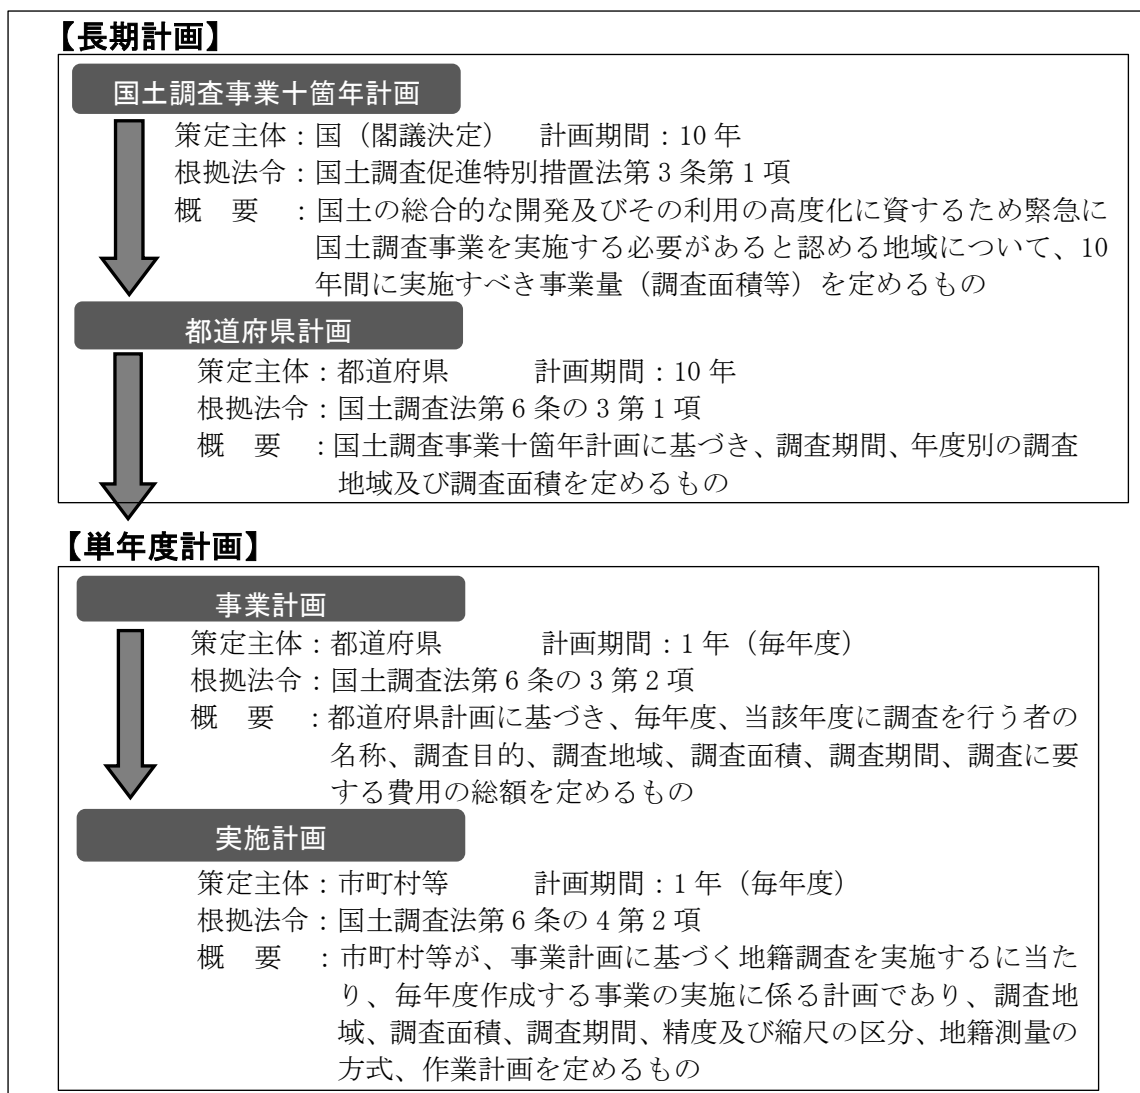 【長期計画】
国土調査事業十箇年計画
策定主体：国（閣議決定）　計画期間：10 年
根拠法令：国土調査促進特別措置法第 3 条第 1 項
概　要　：国土の総合的な開発及びその利用の高度化に資するため緊急に
国土調査事業を実施する必要があると認める地域について、10
年間に実施すべき事業量（調査面積等）を定めるもの
都道府県計画
策定主体：都道府県　　　計画期間：10 年
根拠法令：国土調査法第 6 条の 3 第 1 項
概　要　：国土調査事業十箇年計画に基づき、調査期間、年度別の調査
地域及び調査面積を定めるもの
【単年度計画】
事業計画
策定主体：都道府県　　　計画期間：1 年（毎年度）
根拠法令：国土調査法第 6 条の 3 第 2 項
概　要　：都道府県計画に基づき、毎年度、当該年度に調査を行う者の
名称、調査目的、調査地域、調査面積、調査期間、調査に要
する費用の総額を定めるもの
実施計画
策定主体：市町村等　　　計画期間：1 年（毎年度）
根拠法令：国土調査法第 6 条の 4 第 2 項
概　要　：市町村等が、事業計画に基づく地籍調査を実施するに当た
り、毎年度作成する事業の実施に係る計画であり、調査地
域、調査面積、調査期間、精度及び縮尺の区分、地籍測量の
方式、作業計画を定めるもの